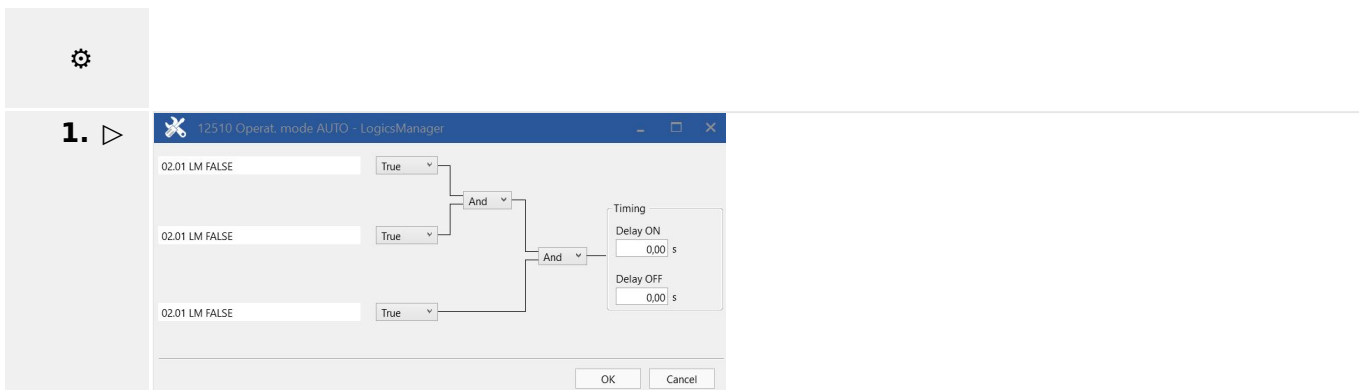 1.
12510 Operat. mode AUTO - LogicsManager
02.01 LM FALSE True
And
Timing
Delay ON
02.01 LM FALSE True
0,00 s
And
Delay OFF
0,00 s
02.01 LM FALSE True
OK Cancel